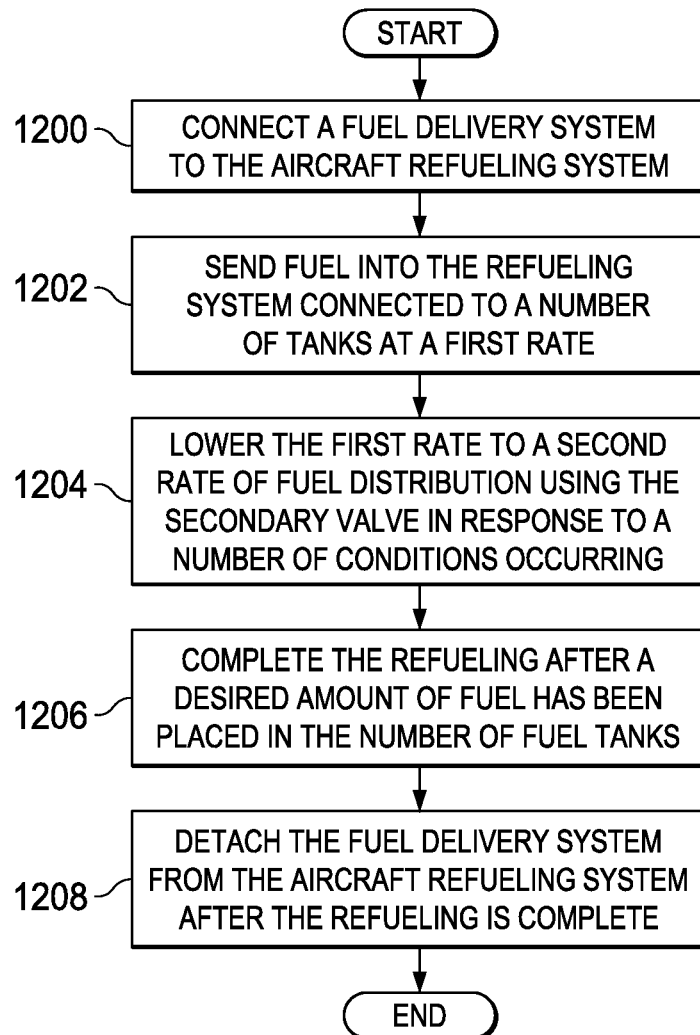 START
1200
CONNECT A FUEL DELIVERY SYSTEM
TO THE AIRCRAFT REFUELING SYSTEM
1202
SEND FUEL INTO THE REFUELING
SYSTEM CONNECTED TO A NUMBER
OF TANKS AT A FIRST RATE
1204
LOWER THE FIRST RATE TO A SECOND
RATE OF FUEL DISTRIBUTION USING THE
SECONDARY VALVE IN RESPONSE TO A
NUMBER OF CONDITIONS OCCURRING
1206
COMPLETE THE REFUELING AFTER A
DESIRED AMOUNT OF FUEL HAS BEEN
PLACED IN THE NUMBER OF FUEL TANKS
1208
DETACH THE FUEL DELIVERY SYSTEM
FROM THE AIRCRAFT REFUELING SYSTEM
AFTER THE REFUELING IS COMPLETE
END